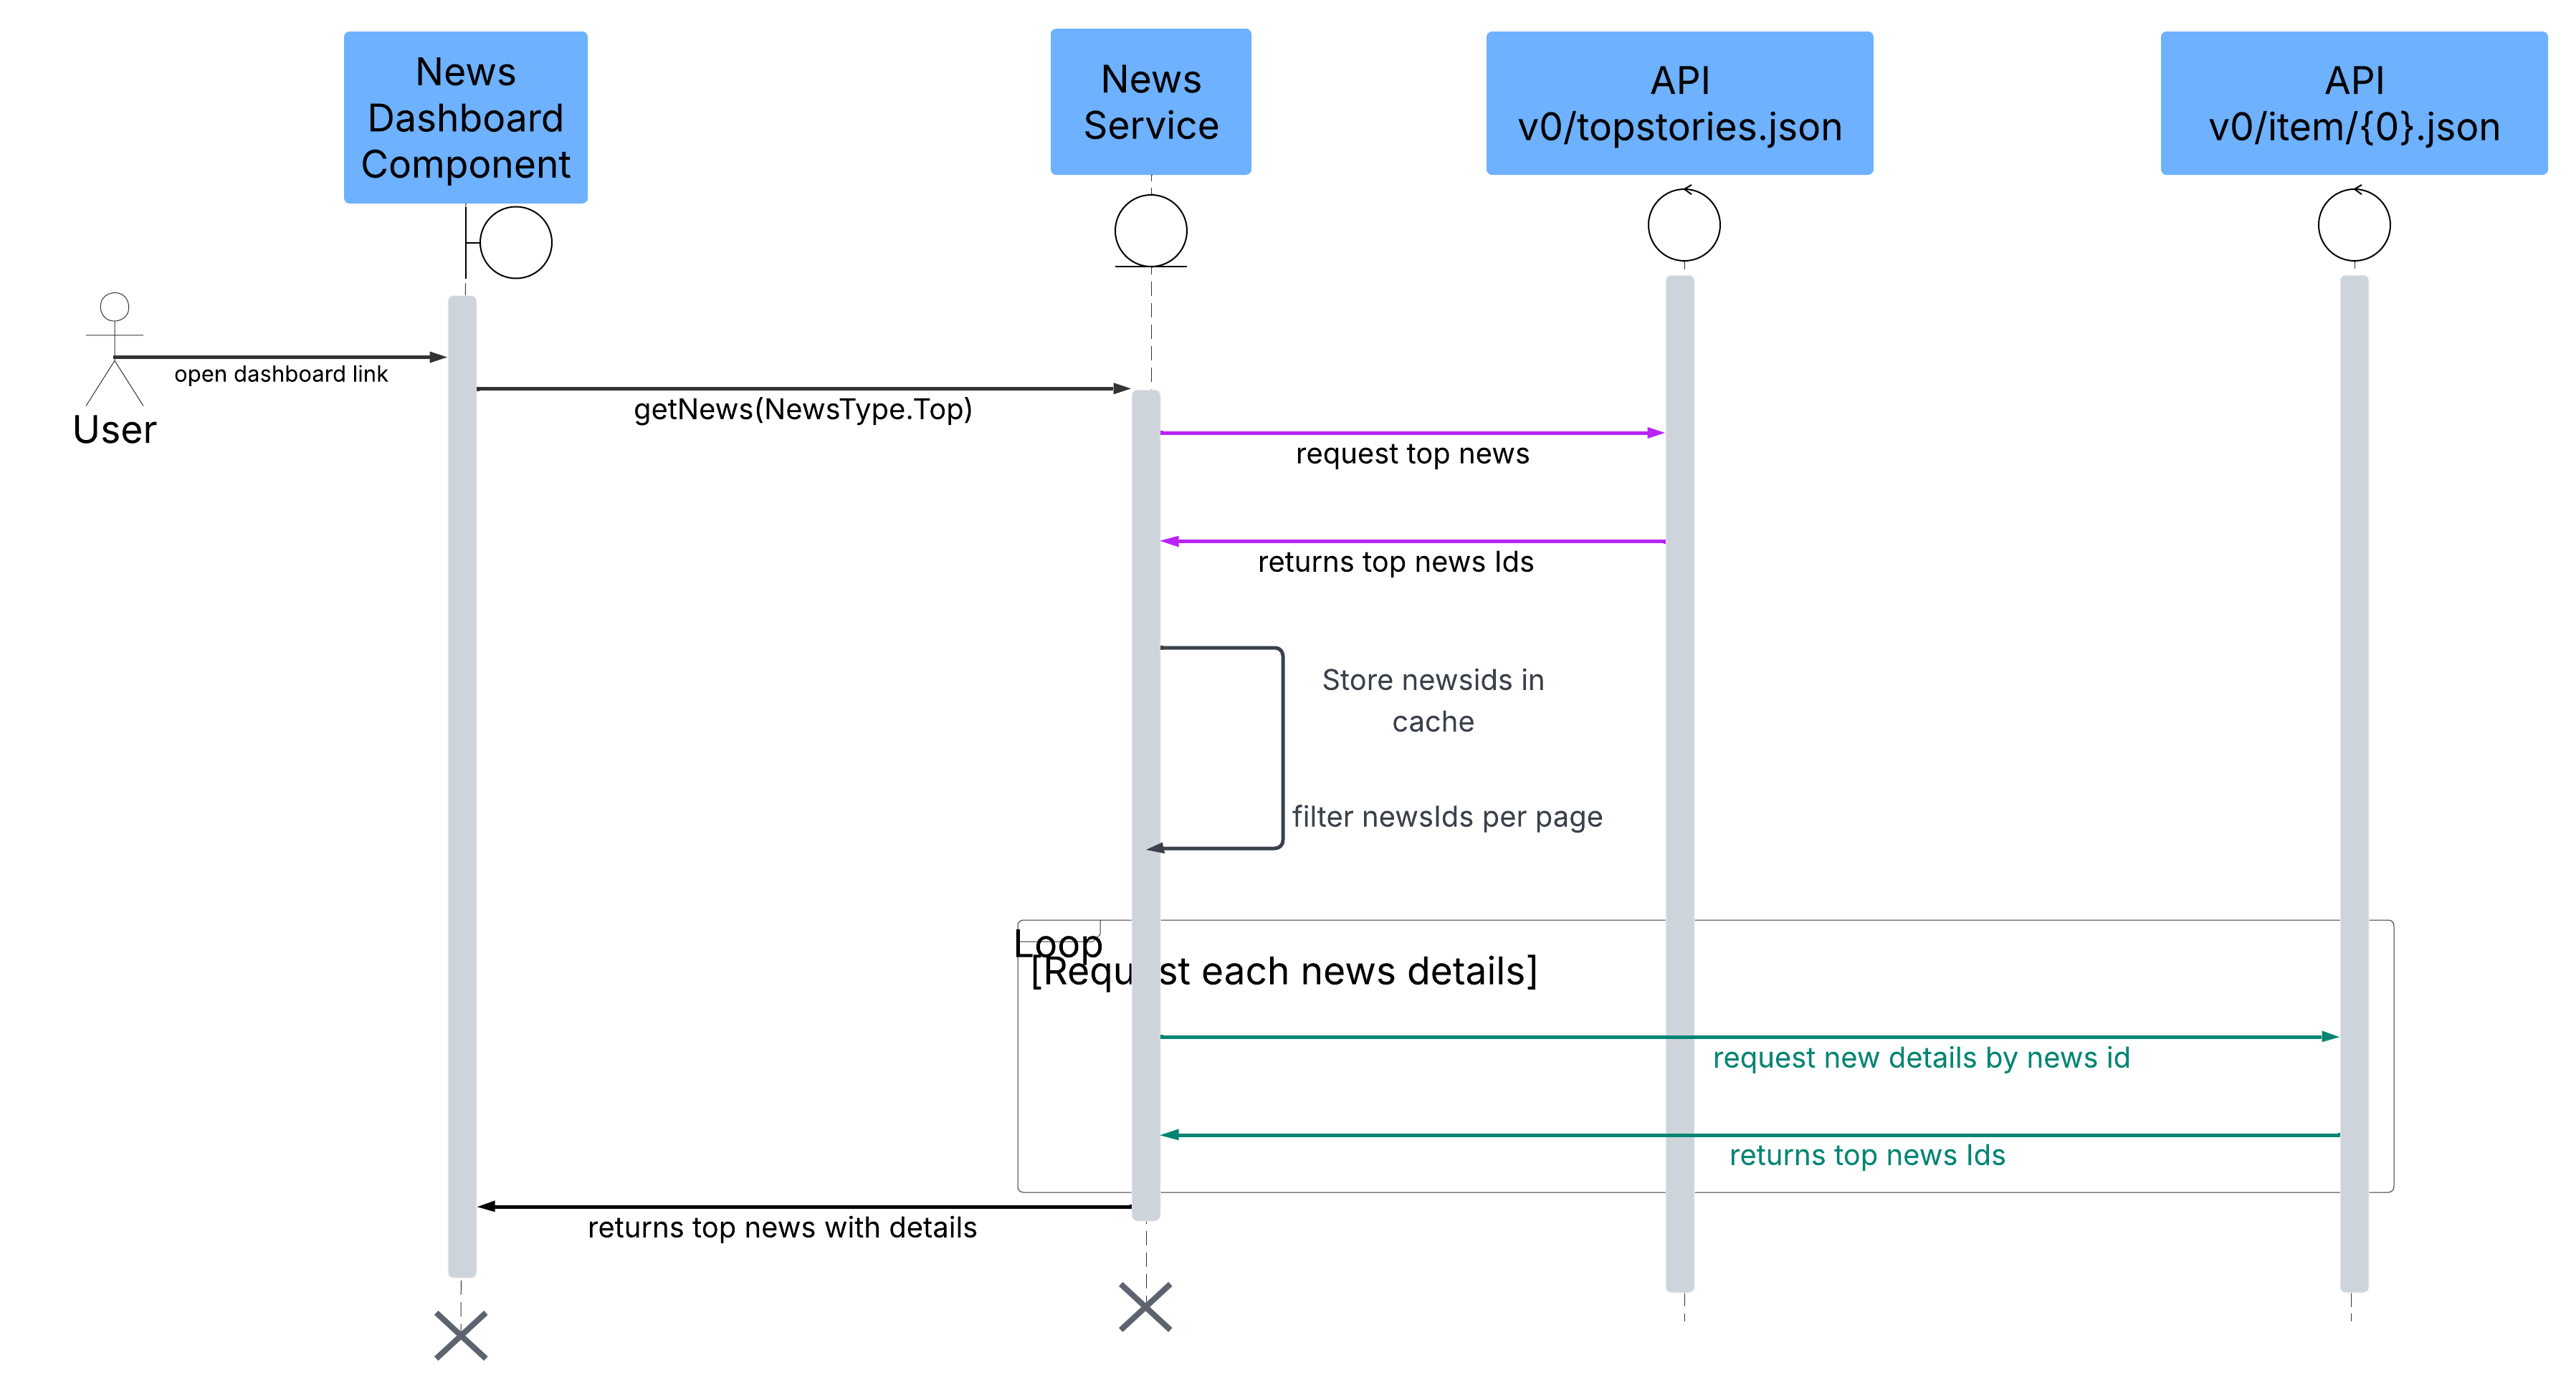 News
Dashboard
Component
News
Service
API
v0/topstories.json
API
v0/item/{0}.json
User
open dashboard link
getNews(NewsType.Top)
request top news
returns top news Ids
Store newsids in
cache
filter newsIds per page
Loop
[Request each news details]
request new details by news id
returns top news Ids
returns top news with details